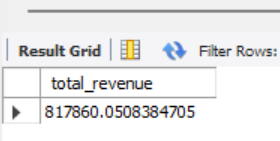 Result Grid Filter Rows:
total_revenue
817860.0508384705